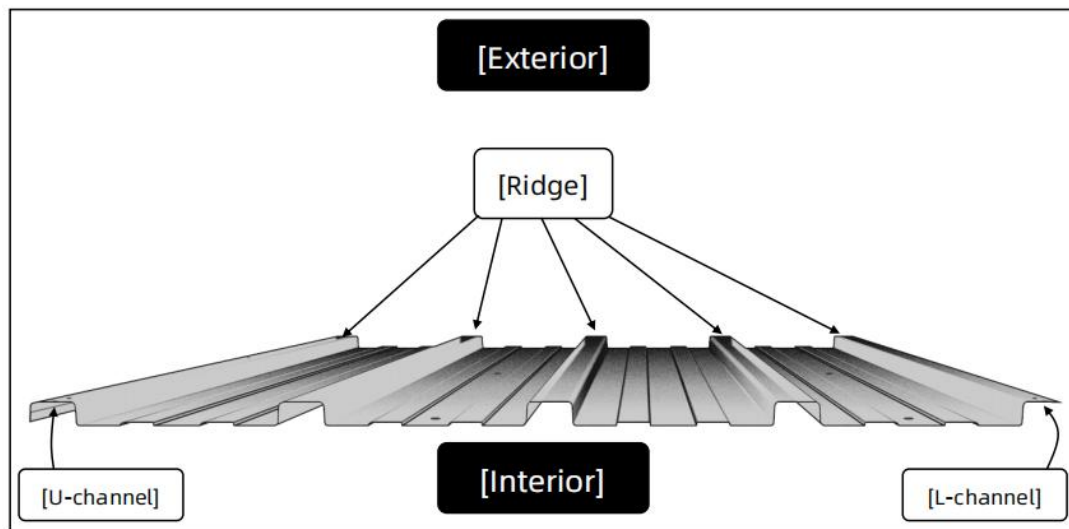 [Exterior]
[Ridge]
[Interior]
[U-channel]
[L-channel]